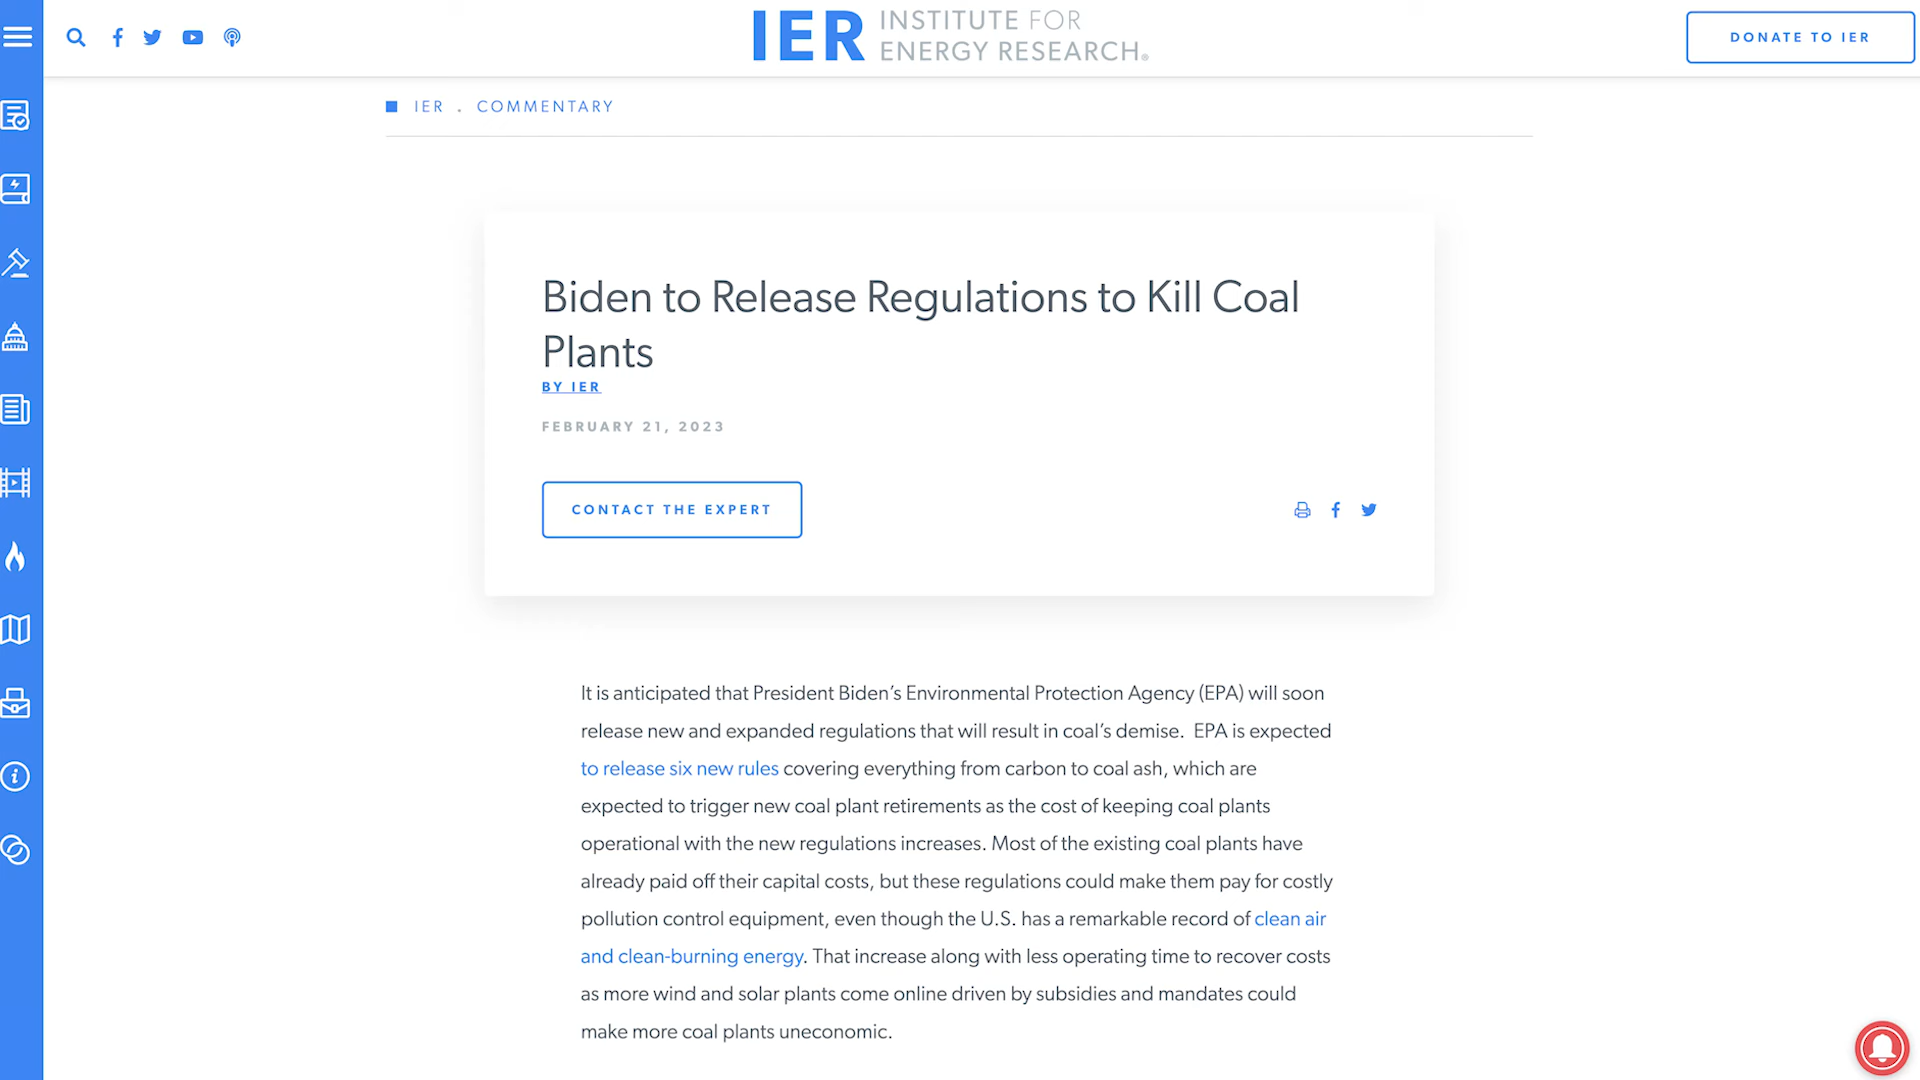 IER INSTITUTE FOR
ENERGY RESEARCH®
DONATE TO IER
IER . COMMENTARY
Biden to Release Regulations to Kill Coal
Plants
BY IER
FEBRUARY 21, 2023
CONTACT THE EXPERT
It is anticipated that President Biden’s Environmental Protection Agency (EPA) will soon
release new and expanded regulations that will result in coal’s demise.  EPA is expected
to release six new rules covering everything from carbon to coal ash, which are
expected to trigger new coal plant retirements as the cost of keeping coal plants
operational with the new regulations increases. Most of the existing coal plants have
already paid off their capital costs, but these regulations could make them pay for costly
pollution control equipment, even though the U.S. has a remarkable record of clean air
and clean-burning energy. That increase along with less operating time to recover costs
as more wind and solar plants come online driven by subsidies and mandates could
make more coal plants uneconomic.